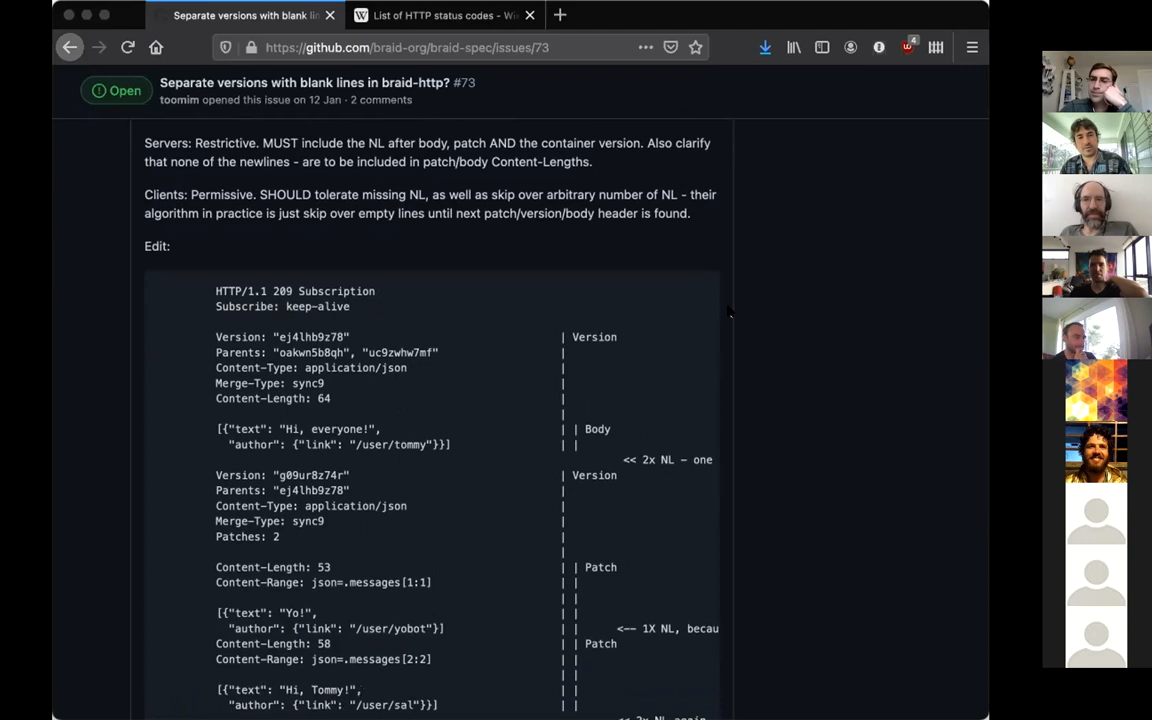 Separate versions with blank lin
List of HTTP status codes - Wi
https://github.com/braid-org/braid-spec/issues/73
4
Open
Separate versions with blank lines in braid-http? #73
toomim opened this issue on 12 Jan · 2 comments
Servers: Restrictive. MUST include the NL after body, patch AND the container version. Also clarify
that none of the newlines - are to be included in patch/body Content-Lengths.
Clients: Permissive. SHOULD tolerate missing NL, as well as skip over arbitrary number of NL - their
algorithm in practice is just skip over empty lines until next patch/version/body header is found.
Edit:
HTTP/1.1 209 Subscription
Subscribe: keep-alive
Version: "ej4lhb9z78" | Version
Parents: "oakwn5b8qh", "uc9zwhw7mf" |
Content-Type: application/json |
Merge-Type: sync9 |
Content-Length: 64 |
|
[{"text": "Hi, everyone!", | | Body
"author": {"link": "/user/tommy"}}] | |
<< 2x NL - one
Version: "g09ur8z74r" | Version
Parents: "ej4lhb9z78" |
Content-Type: application/json |
Merge-Type: sync9 |
Patches: 2 |
|
Content-Length: 53 | | Patch
Content-Range: json=.messages[1:1] | |
| |
[{"text": "Yo!", | |
"author": {"link": "/user/yobot"}] | | <-- 1X NL, becau
Content-Length: 58 | | Patch
Content-Range: json=.messages[2:2] | |
| |
[{"text": "Hi, Tommy!", | |
"author": {"link": "/user/sal"}}] | |